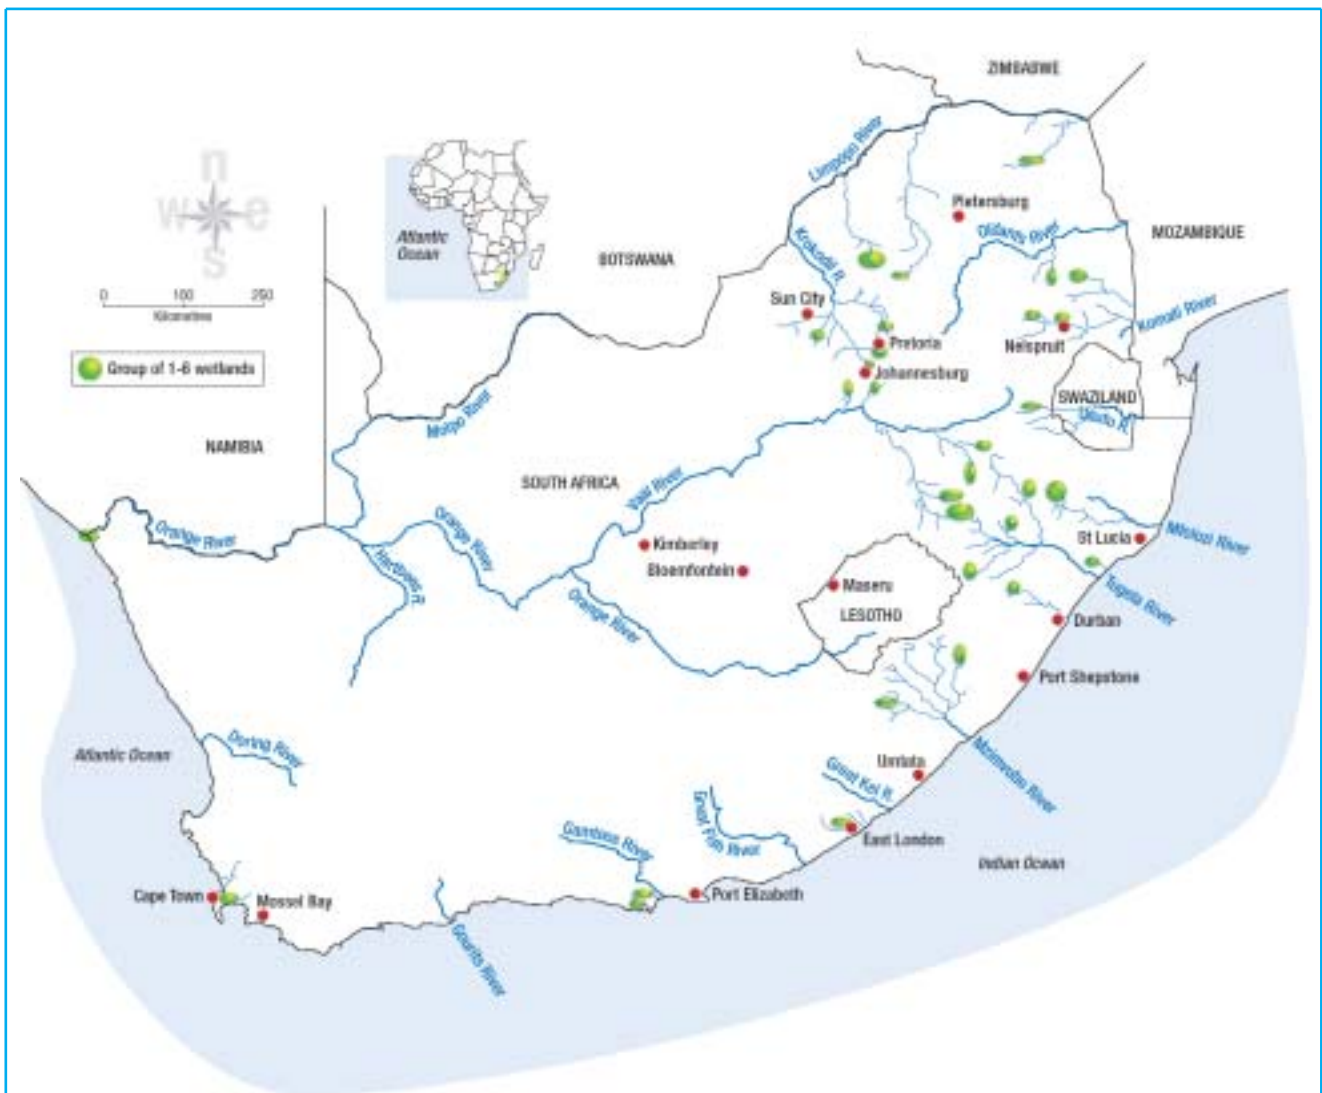 ZIMBABWE
n
w e
s
Limpopo River
Pietersburg
Atlantic
Ocean
Krokodil R.
Olifants River
MOZAMBIQUE
BOTSWANA
0 100 250
Kilometres
Sun City
Komati River
Pretoria
Nelspruit
Group of 1-6 wetlands
Johannesburg
SWAZILAND
Molpo River
NAMIBIA
SOUTH AFRICA
Vaal River
Orange River
Orange River
Hartbees R.
Kimberley
St Lucia
Mfolozi River
Bloemfontein
Maseru
Tugela River
Orange River
LESOTHO
Durban
Port Shepstone
Atlantic Ocean
Doring River
Umtata
Great Kei R.
Mzimvubu River
Great Fish River
Gamtoos River
East London
Indian Ocean
Cape Town
Mossel Bay
Port Elizabeth
Gourits River